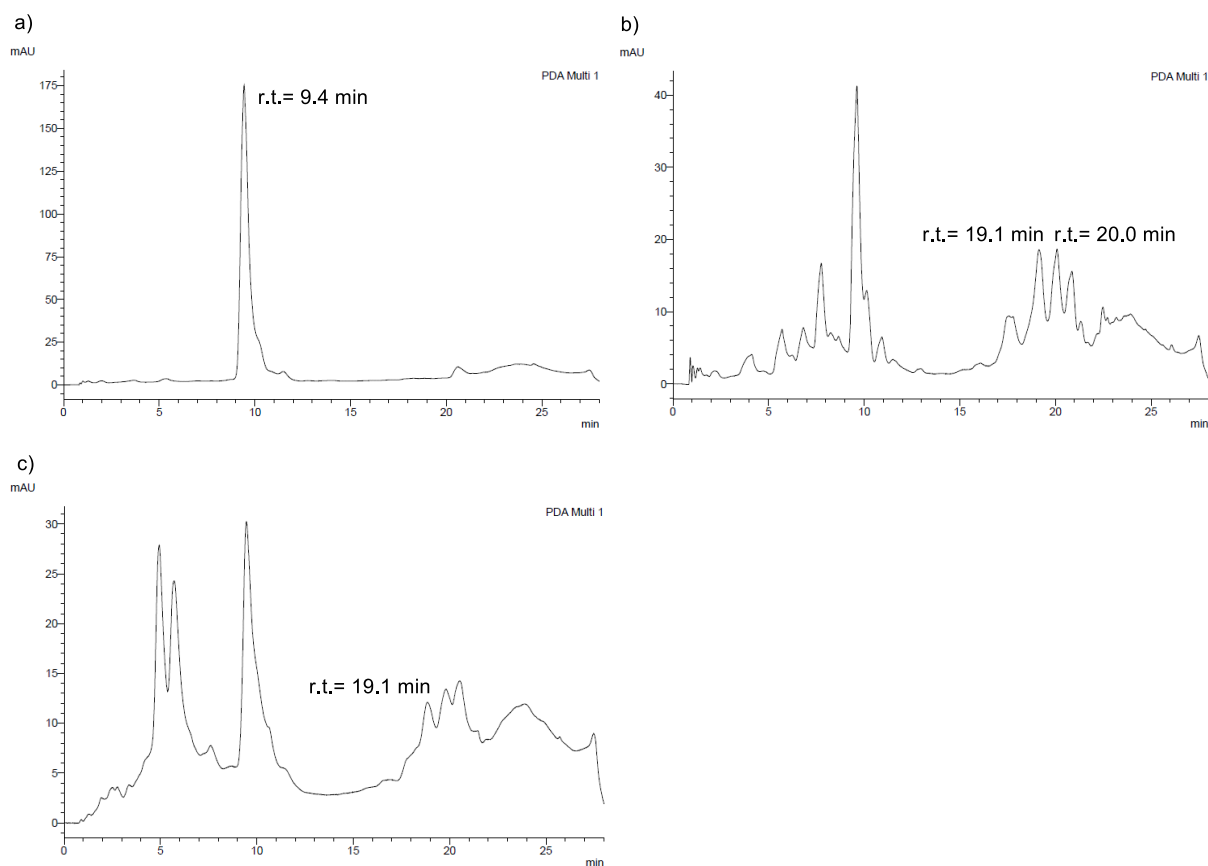 a)
mAU
PDA Multi 1
r.t.= 9.4 min
175
150
125
100
75
50
25
0
0 5 10 15 20 25
min
b)
mAU
PDA Multi 1
r.t.= 19.1 min r.t.= 20.0 min
40
30
20
10
0
0 5 10 15 20 25
min
c)
mAU
PDA Multi 1
r.t.= 19.1 min
30
25
20
15
10
5
0
0 5 10 15 20 25
min